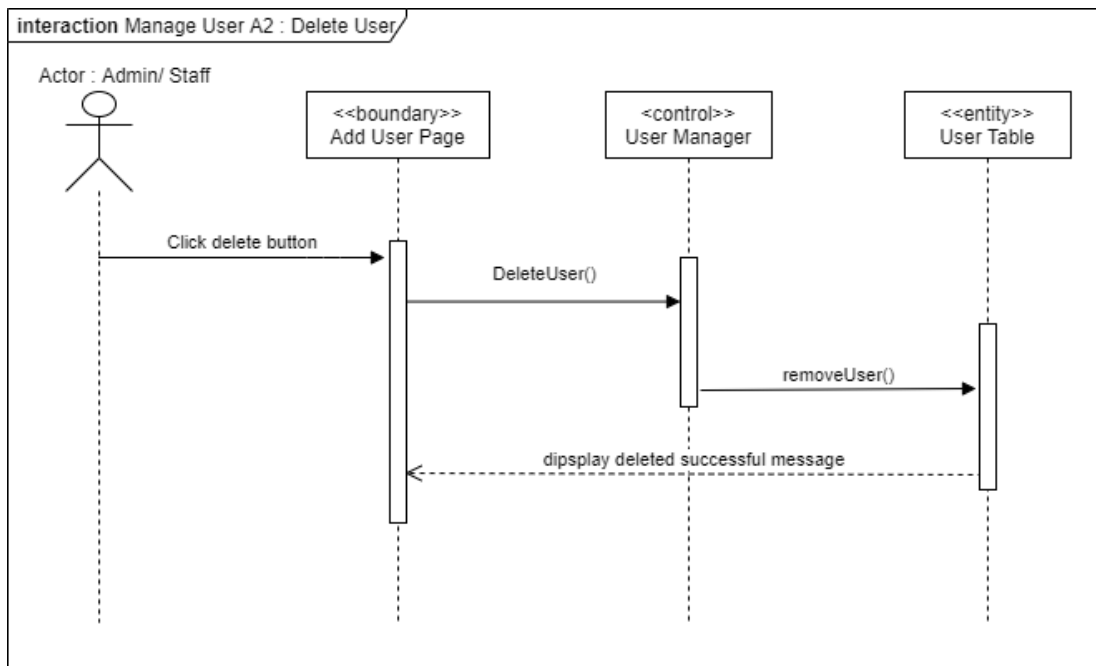 interaction Manage User A2 : Delete User
Actor : Admin/ Staff
<<boundary>>
Add User Page
<control>>
User Manager
<<entity>>
User Table
Click delete button
DeleteUser()
removeUser()
dipsplay deleted successful message